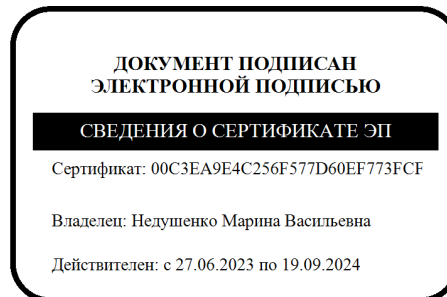 ДОКУМЕНТ ПОДПИСАН
ЭЛЕКТРОННОЙ ПОДПИСЬЮ
СВЕДЕНИЯ О СЕРТИФИКАТЕ ЭП
Сертификат: 00C3EA9E4C256F577D60EF773FCF
Владелец: Недушенко Марина Васильевна
Действителен: с 27.06.2023 по 19.09.2024